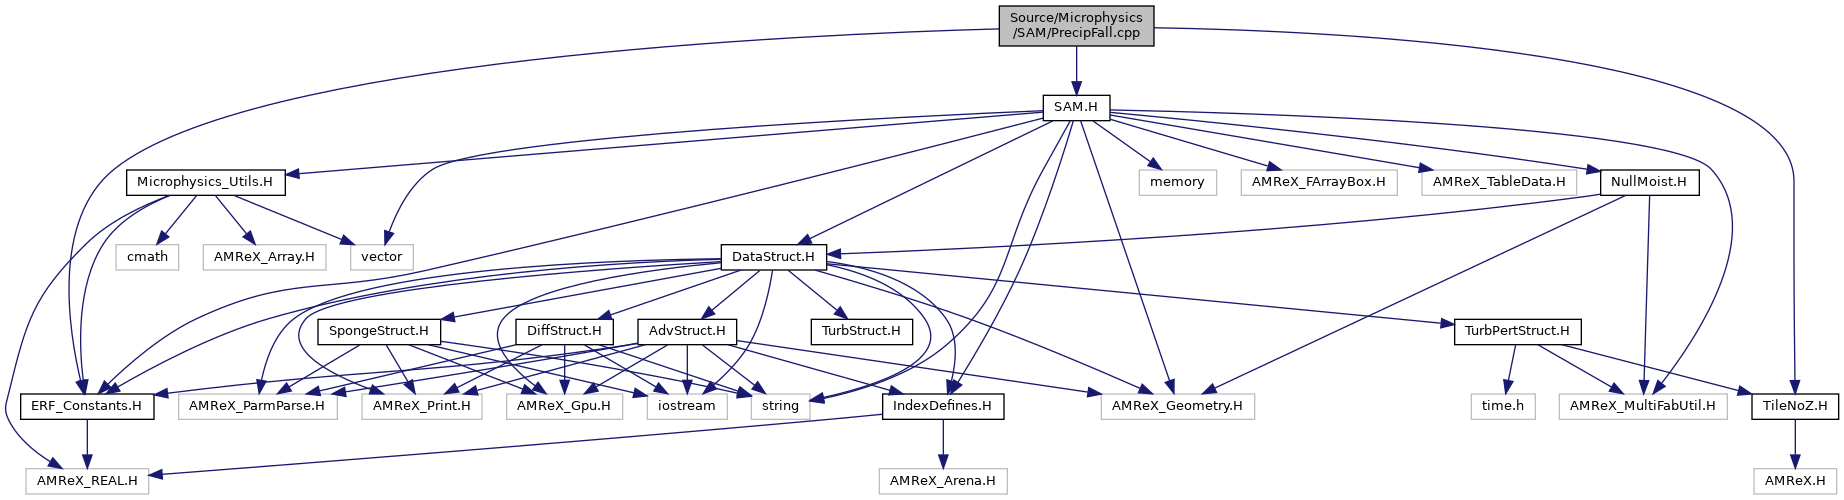 Source/Microphysics
/SAM/PrecipFall.cpp
SAM.H
Microphysics_Utils.H
memory
AMReX_FArrayBox.H
AMReX_TableData.H
NullMoist.H
cmath
AMReX_Array.H
vector
DataStruct.H
SpongeStruct.H
DiffStruct.H
AdvStruct.H
TurbStruct.H
TurbPertStruct.H
ERF_Constants.H
AMReX_ParmParse.H
AMReX_Print.H
AMReX_Gpu.H
iostream
string
IndexDefines.H
AMReX_Geometry.H
time.h
AMReX_MultiFabUtil.H
TileNoZ.H
AMReX_REAL.H
AMReX_Arena.H
AMReX.H